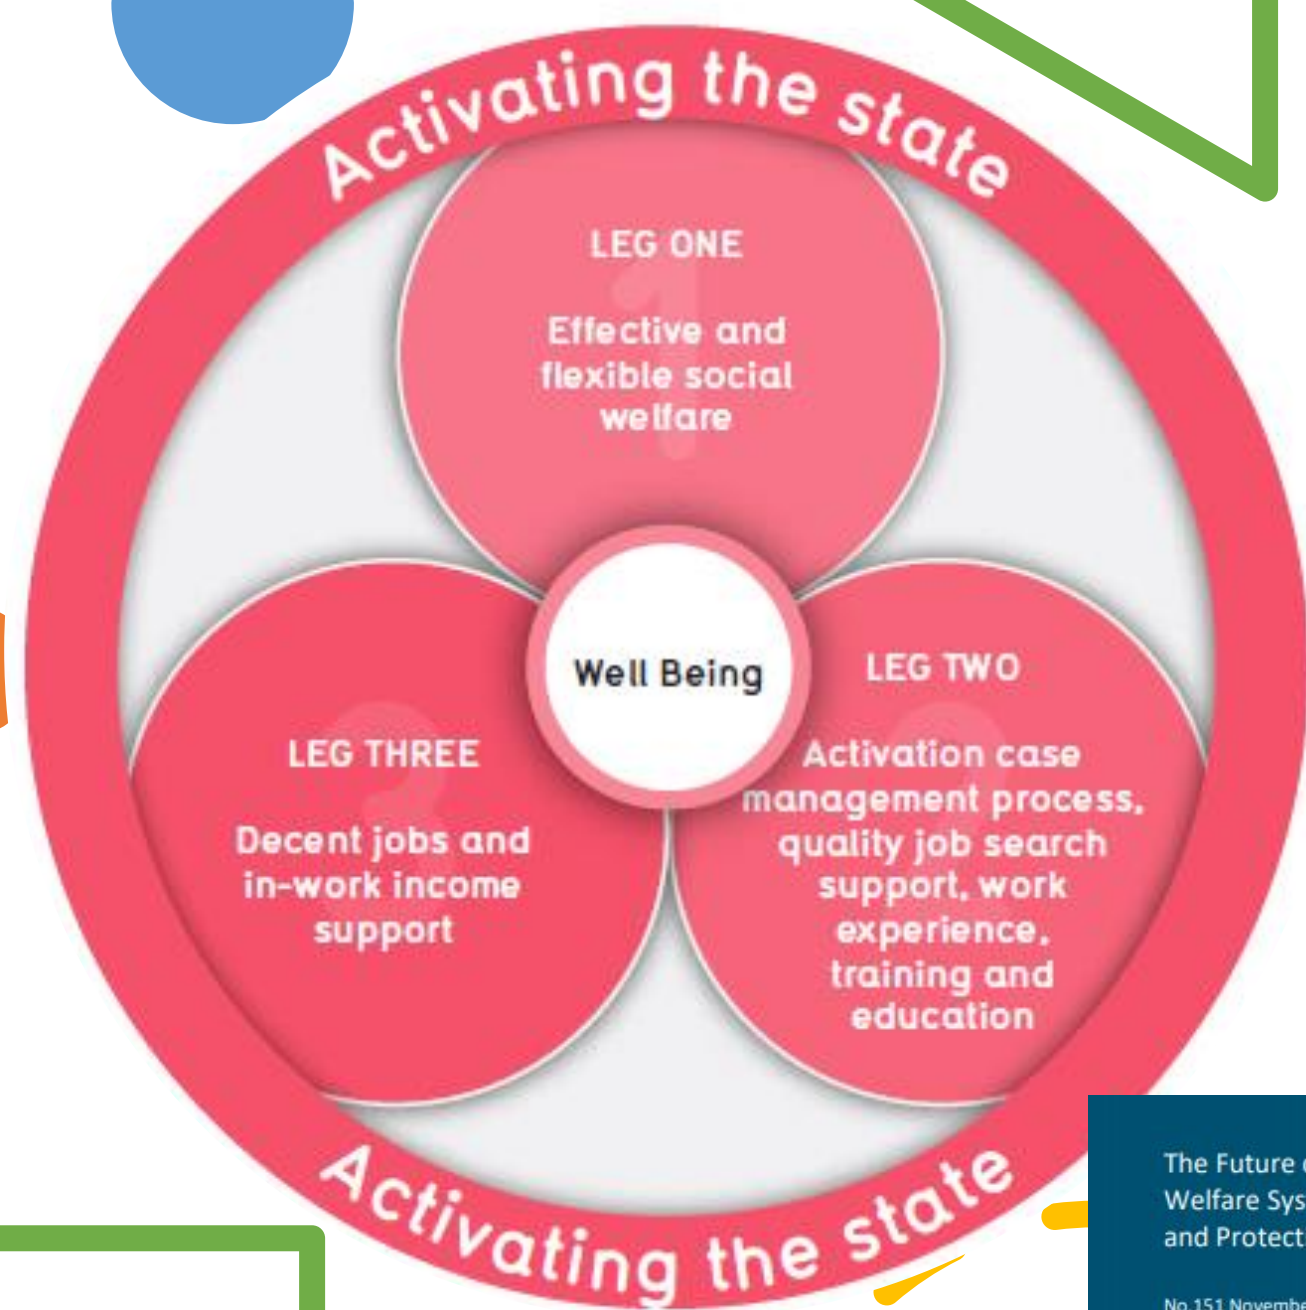 Activating the state
LEG ONE
Effective and
flexible social
welfare
Well Being
LEG TWO
Activation case
management process,
quality job search
support, work
experience,
training and
education
LEG THREE
Decent jobs and
in-work income
support
Activating the state
The Future
Welfare
and
No.151